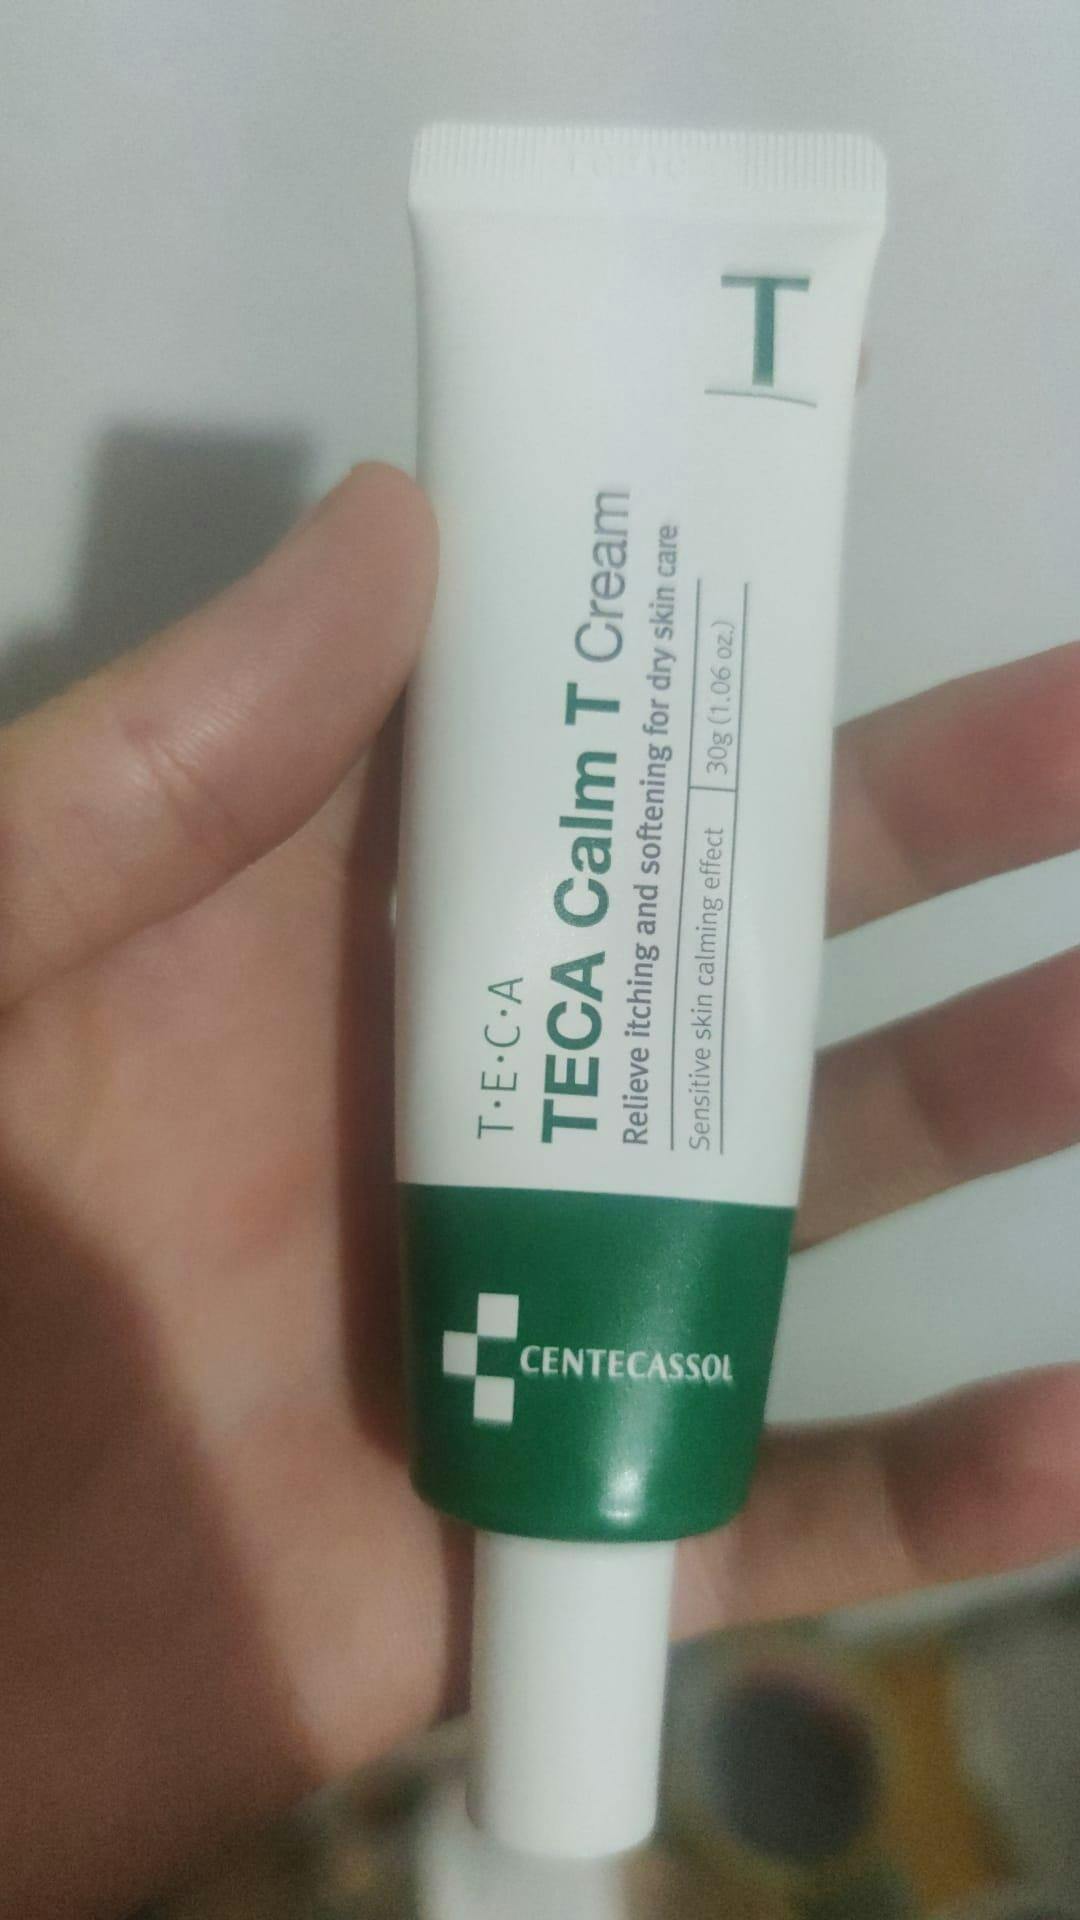 T
T·E·C·A
TECA Calm T Cream
Relieve itching and softening for dry skin care
Sensitive skin calming effect
30g (1.06 oz.)
CENTECASSOL